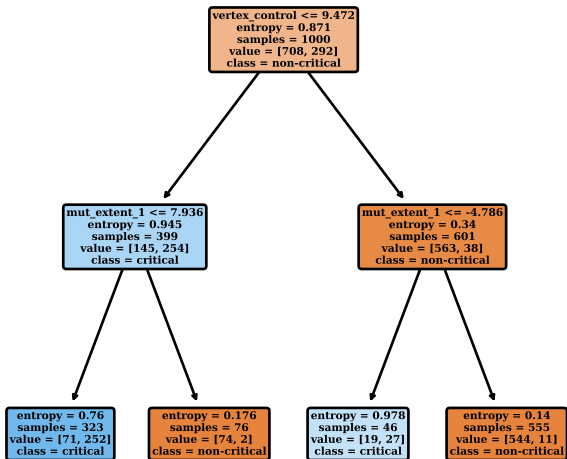 vertex_control <= 9.472
entropy = 0.871
samples = 1000
value = [708, 292]
class = non-critical
mut_extent_1 <= 7.936
entropy = 0.945
samples = 399
value = [145, 254]
class = critical
mut_extent_1 <= -4.786
entropy = 0.34
samples = 601
value = [563, 38]
class = non-critical
entropy = 0.76
samples = 323
value = [71, 252]
class = critical
entropy = 0.176
samples = 76
value = [74, 2]
class = non-critical
entropy = 0.978
samples = 46
value = [19, 27]
class = critical
entropy = 0.14
samples = 555
value = [544, 11]
class = non-critical